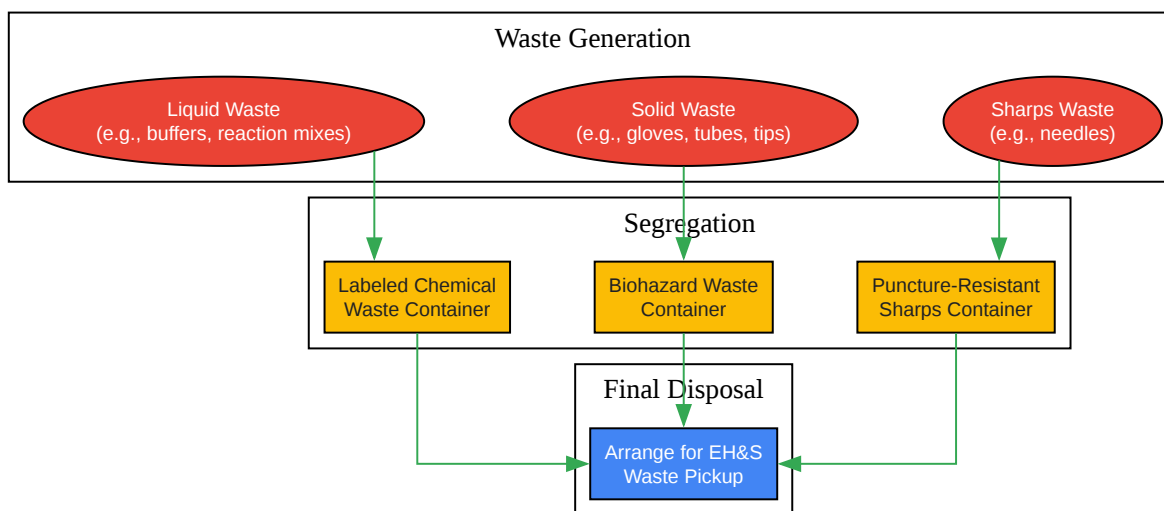 Waste Generation
Liquid Waste
(e.g., buffers, reaction mixes)
Solid Waste
(e.g., gloves, tubes, tips)
Sharps Waste
(e.g., needles)
Segregation
Labeled Chemical
Waste Container
Biohazard Waste
Container
Puncture-Resistant
Sharps Container
Final Disposal
Arrange for EH&S
Waste Pickup